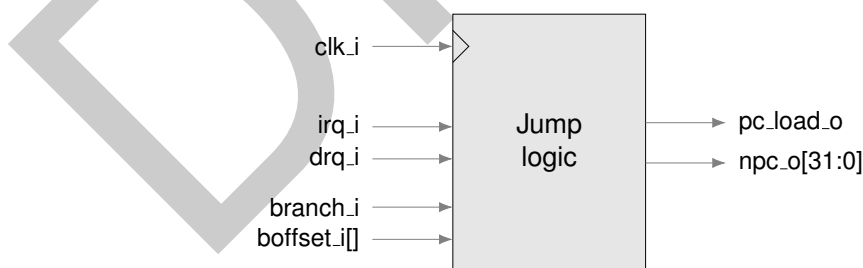 clk_i
irq_i
drq_i
branch_i
boffset_i[]
Jump
logic
pc_load_o
npc_o[31:0]